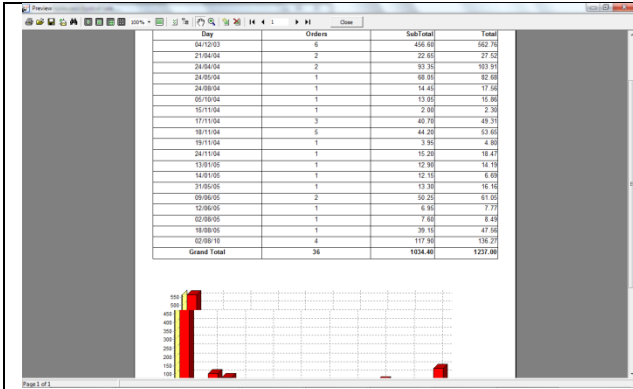 Preview
100%
1
Close
Day Orders SubTotal Total
04/12/03 6 456.60 562.76
21/04/04 2 22.65 27.52
24/04/04 2 93.35 103.91
24/05/04 1 68.05 82.68
24/08/04 1 14.45 17.56
05/10/04 1 13.05 15.86
15/11/04 1 2.00 2.30
17/11/04 3 40.70 49.31
18/11/04 5 44.20 53.65
19/11/04 1 3.95 4.80
24/11/04 1 15.20 18.47
13/01/05 1 12.90 14.19
14/01/05 1 12.15 6.69
31/05/05 1 13.30 16.16
09/06/05 2 50.25 61.05
12/06/05 1 6.95 7.77
02/08/05 1 7.60 8.49
18/08/05 1 39.15 47.56
02/08/10 4 117.90 136.27
Grand Total 36 1034.40 1237.00
550
500
450
400
350
300
250
200
150
100
Page 1 of 1